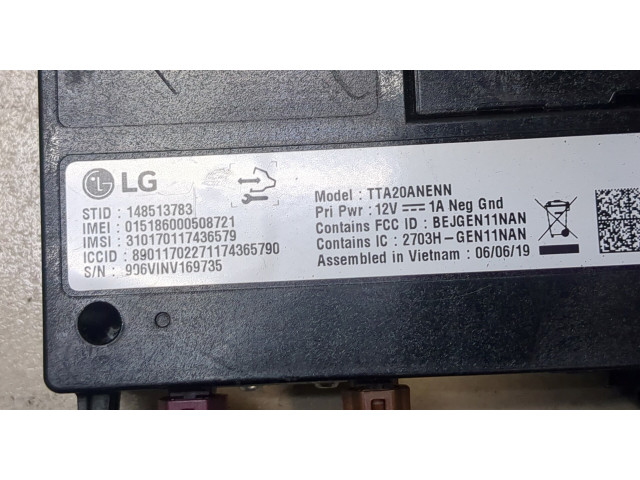 LG
STID : 148513783
IMEI : 015186000508721
IMSI : 310170117436579
ICCID : 89011702271174365790
S/N : 906VINV169735
Model : TTA20ANENN
Pri Pwr : 12V ⎓ 1A Neg Gnd
Contains FCC ID : BEJGEN11NAN
Contains IC : 2703H-GEN11NAN
Assembled in Vietnam : 06/06/19